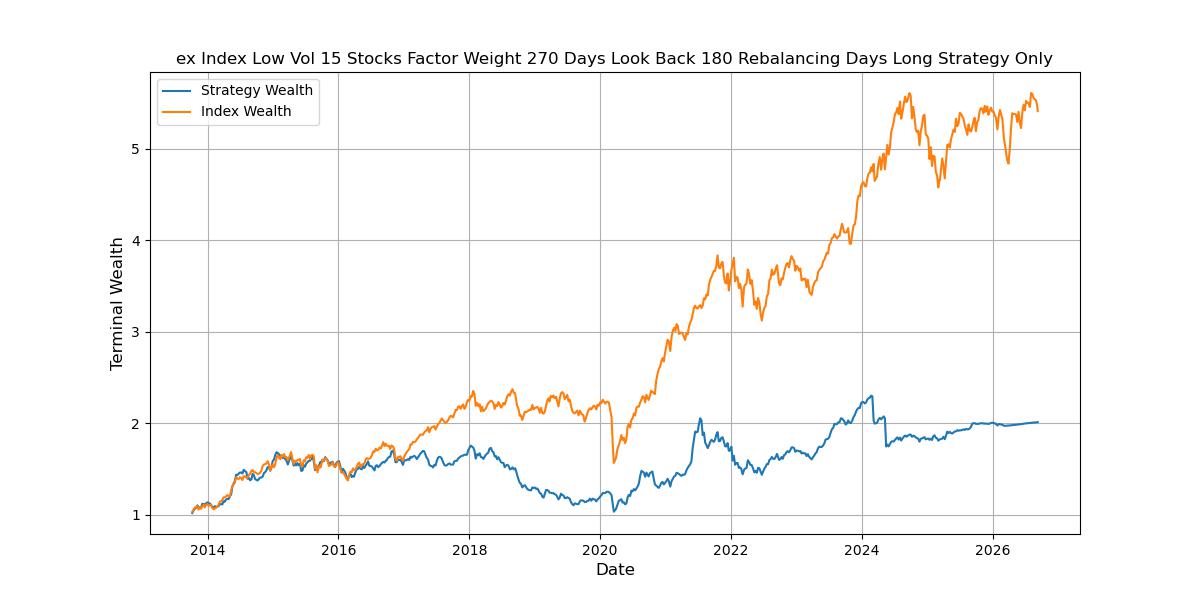 ex Index Low Vol 15 Stocks Factor Weight 270 Days Look Back 180 Rebalancing Days Long Strategy Only
Strategy Wealth
Index Wealth
Terminal Wealth
5
4
3
2
1
2014 2016 2018 2020 2022 2024 2026
Date